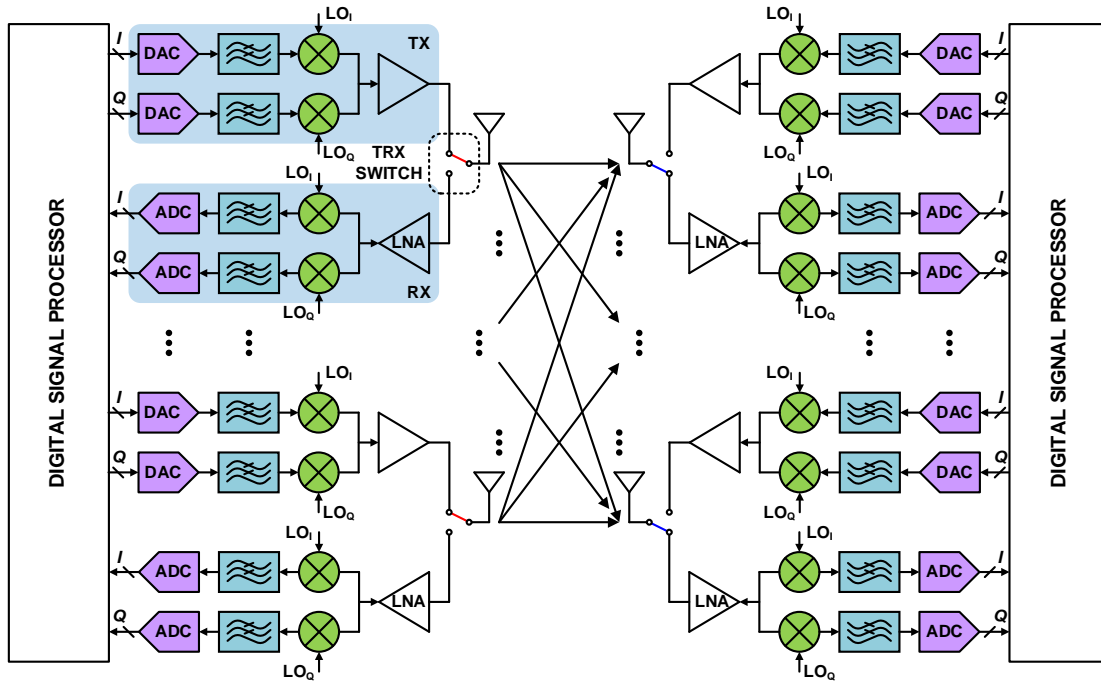 LO_I
LO_I
I
DAC
TX
DAC
I
Q
DAC
DAC
Q
LO_Q
TRX
SWITCH
LO_Q
LO_I
LO_I
I
ADC
ADC
I
LNA
LNA
Q
ADC
ADC
Q
RX
LO_Q
LO_Q
DIGITAL SIGNAL PROCESSOR
DIGITAL SIGNAL PROCESSOR
LO_I
LO_I
I
DAC
DAC
I
Q
DAC
DAC
Q
LO_Q
LO_Q
LO_I
LO_I
I
ADC
ADC
I
LNA
LNA
Q
ADC
ADC
Q
LO_Q
LO_Q